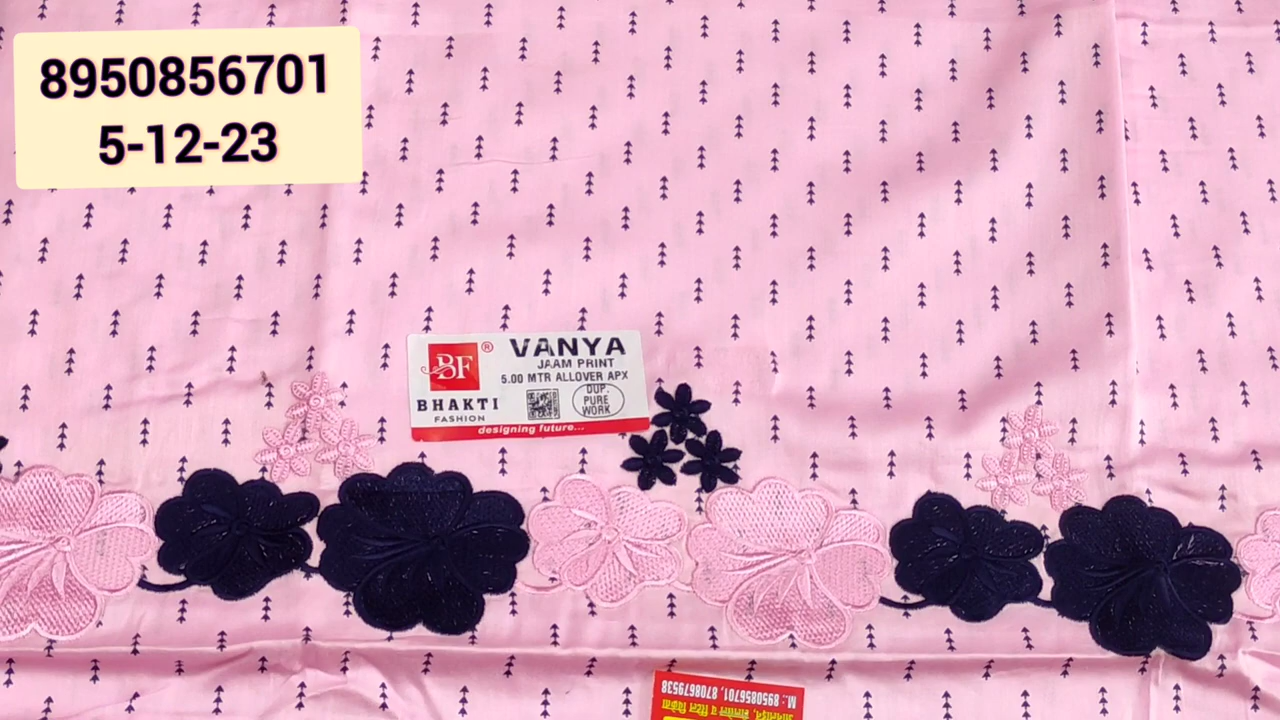 8950856701
5-12-23
BF ®
BHAKTI
FASHION
VANYA
JAAM PRINT
5.00 MTR ALLOVER APX
DUP
PURE
WORK
designing future...
M.: 8950856701, 8708679538